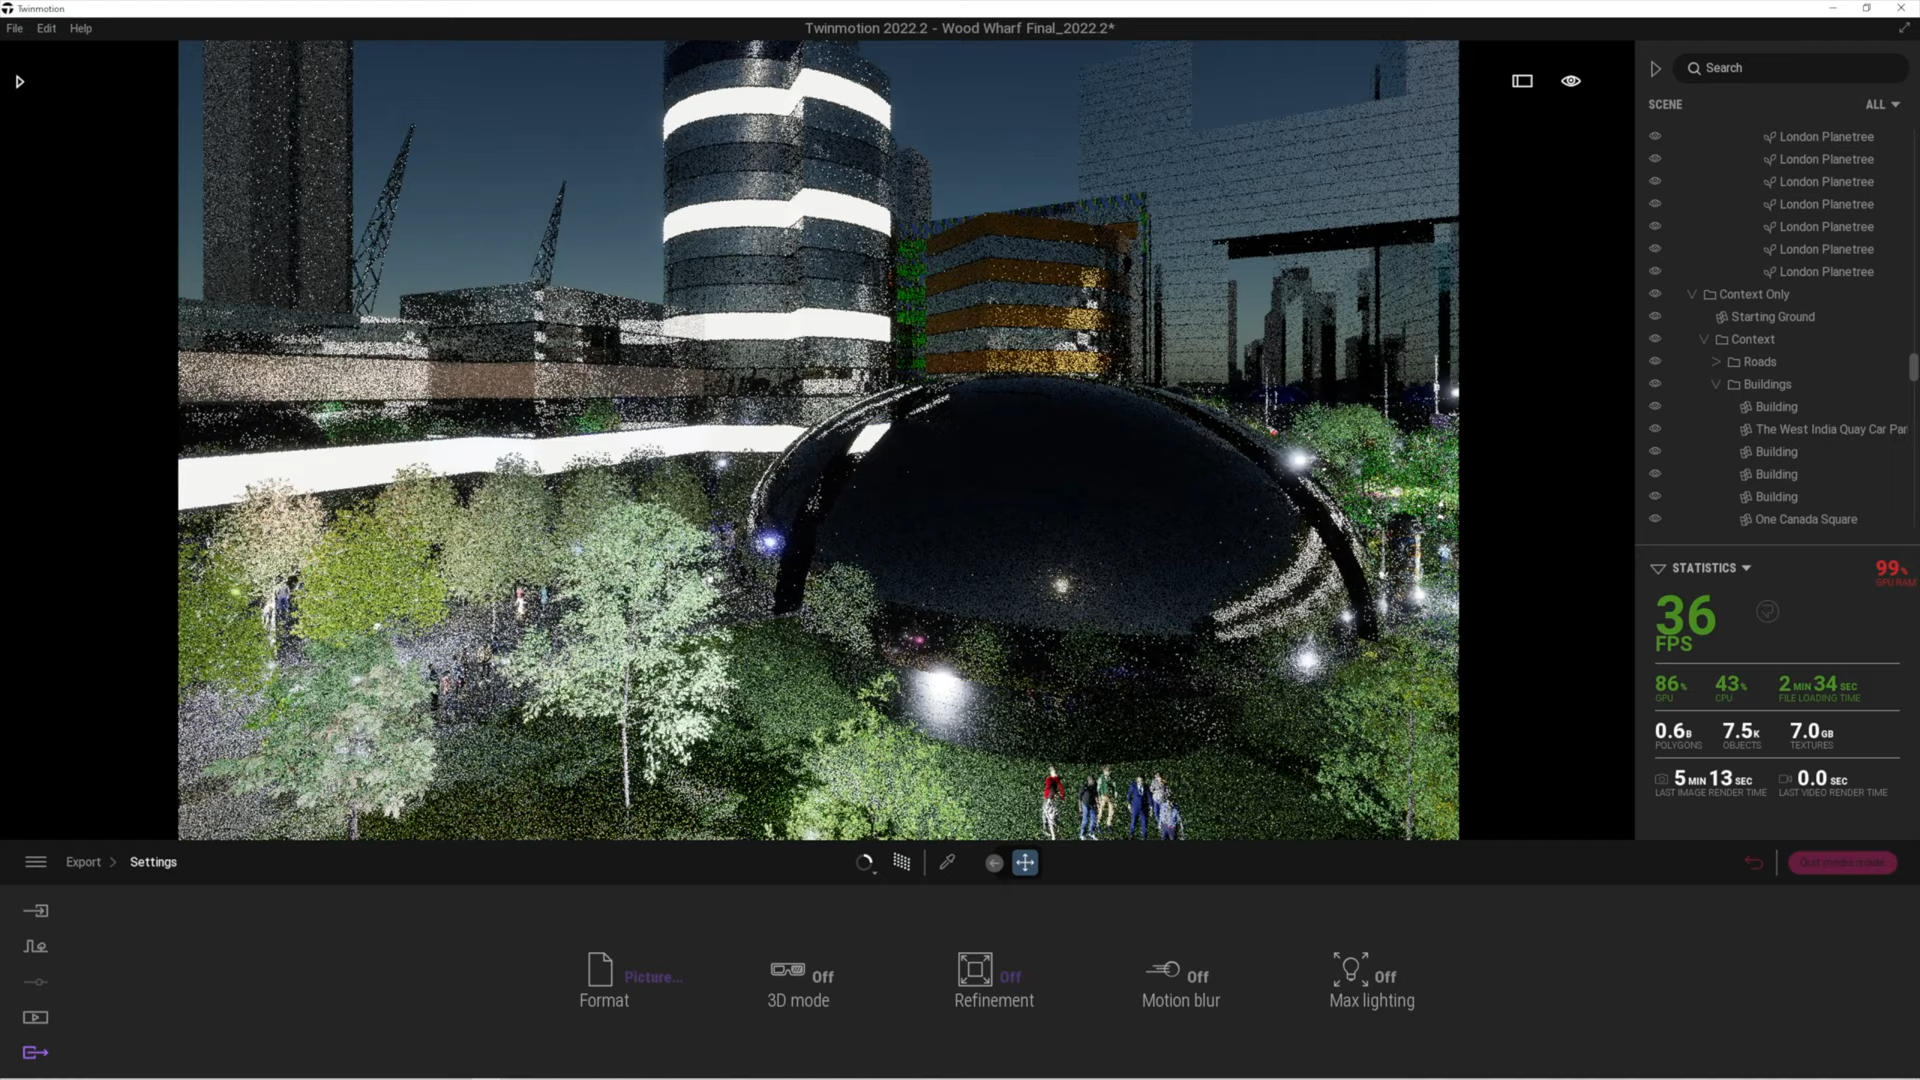 Twinmotion
File Edit Help
Twinmotion 2022.2 - Wood Wharf Final_2022.2*
Search
SCENE
ALL
London Planetree
London Planetree
London Planetree
London Planetree
London Planetree
London Planetree
London Planetree
Context Only
Starting Ground
Context
Roads
Buildings
Building
The West India Quay Car Par
Building
Building
Building
One Canada Square
STATISTICS
99%
GPU RAM
36
FPS
86% 43% 2 MIN 34 SEC
GPU CPU FILE LOADING TIME
0.6B 7.5K 7.0GB
POLYGONS OBJECTS TEXTURES
5 MIN 13 SEC 0.0 SEC
LAST IMAGE RENDER TIME LAST VIDEO RENDER TIME
Export > Settings
Quit media mode
Picture... Off Off Off Off
Format 3D mode Refinement Motion blur Max lighting